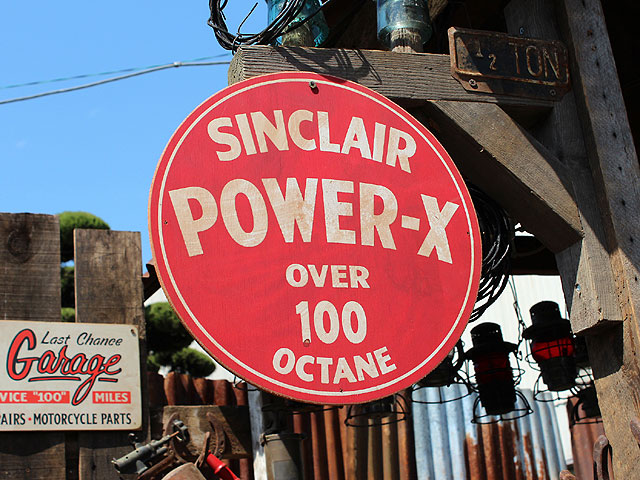 1/2 TON
SINCLAIR
POWER-X
OVER
100
OCTANE
Last Chance
Garage
VICE "100" MILES
AIRS • MOTORCYCLE PARTS